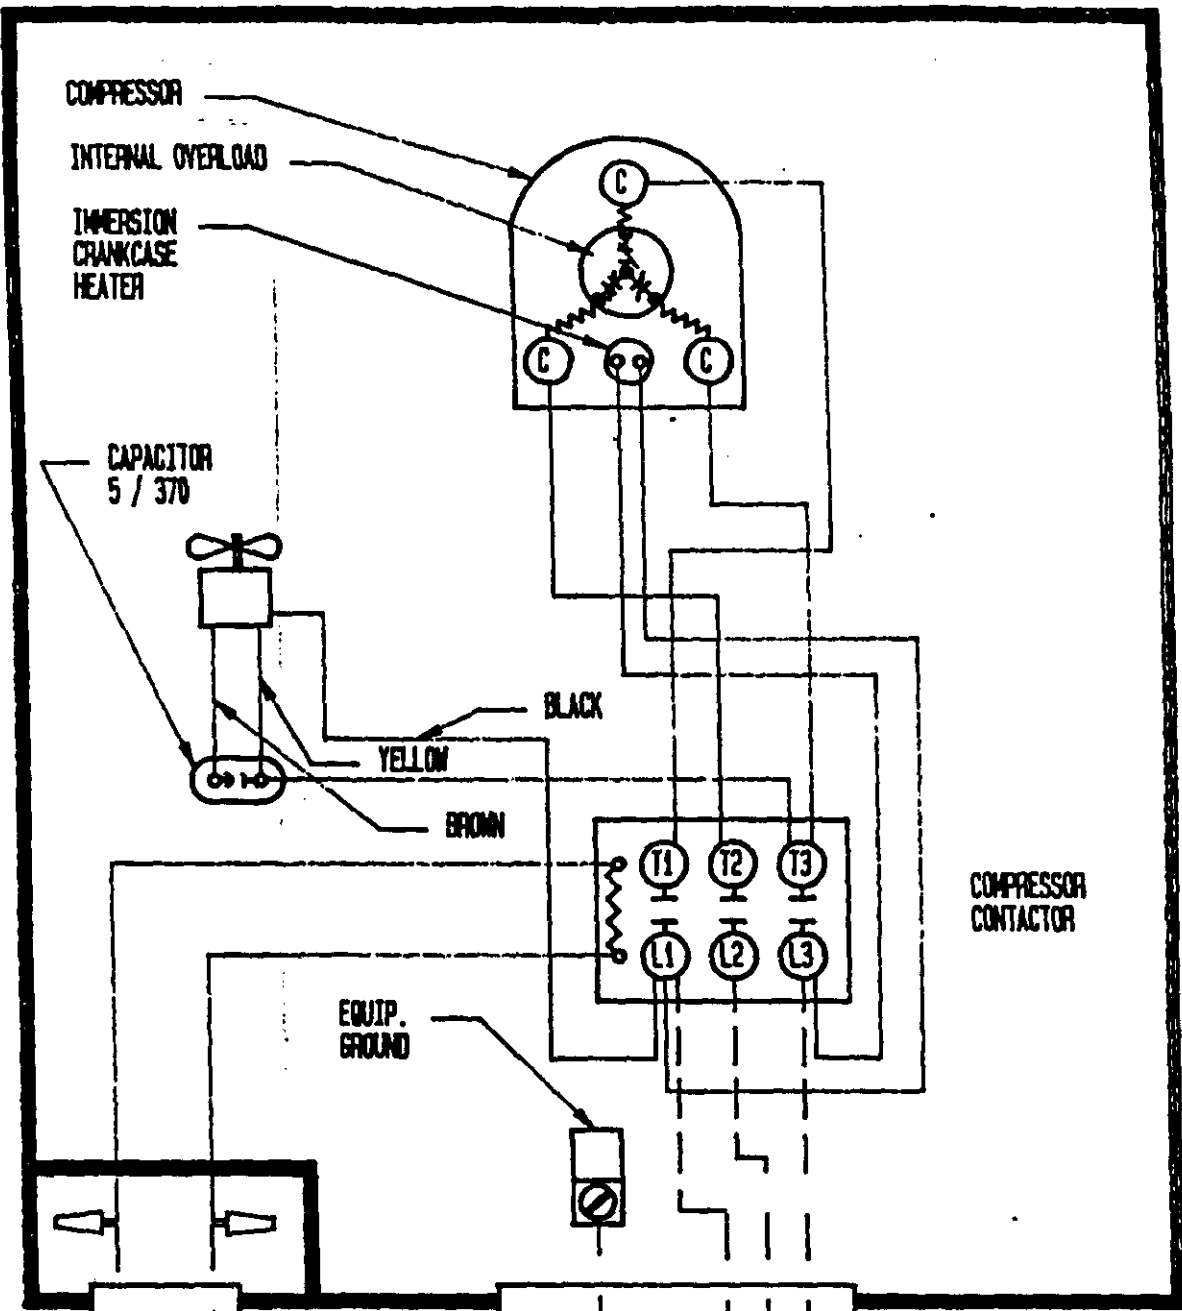 COMPRESSOR
INTERNAL OVERLOAD
IMMERSION
CRANKCASE
HEATER
C
C
C
CAPACITOR
5 / 370
BLACK
YELLOW
BROWN
T1 T2 T3
L1 L2 L3
COMPRESSOR
CONTACTOR
EQUIP.
GROUND